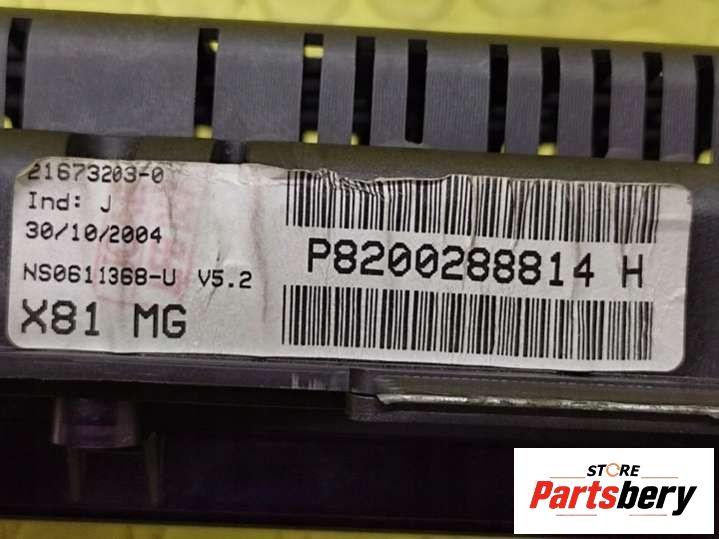 21673203-0
Ind: J
30/10/2004
NS0611368-U V5.2
X81 MG
P8200288814 H
STORE
Partsbery